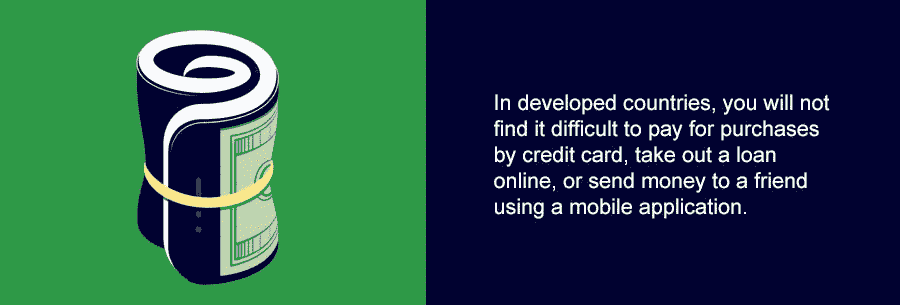 In developed countries, you will not
find it difficult to pay for purchases
by credit card, take out a loan
online, or send money to a friend
using a mobile application.